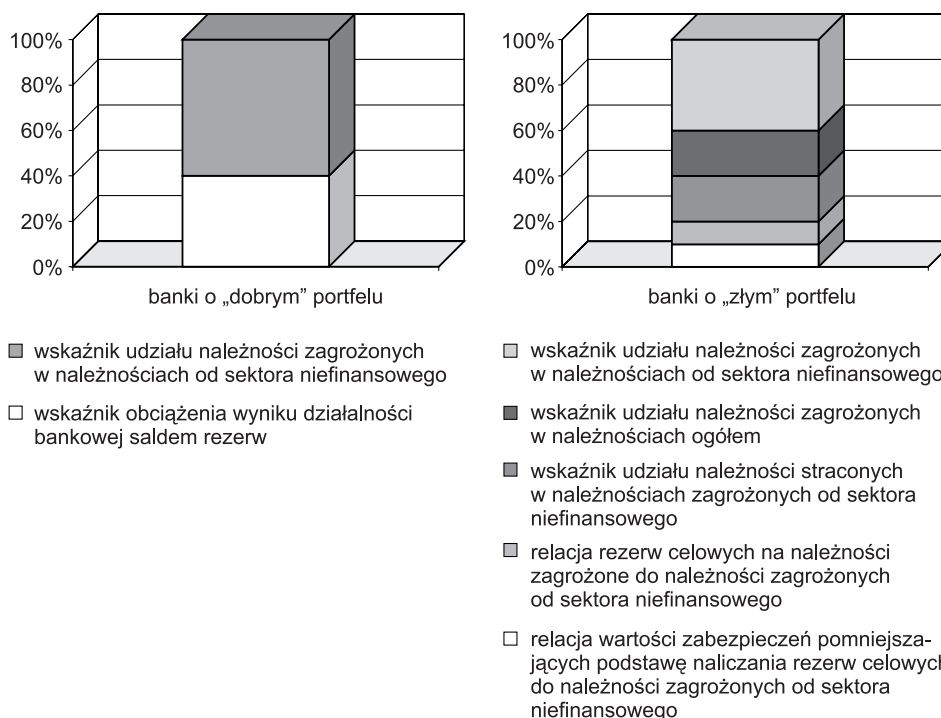 100%
80%
60%
40%
20%
0%
banki o „dobrym” portfelu
wskaźnik udziału należności zagrożonych
w należnościach od sektora niefinansowego
wskaźnik obciążenia wyniku działalności
bankowej saldem rezerw
100%
80%
60%
40%
20%
0%
banki o „złym” portfelu
wskaźnik udziału należności zagrożonych
w należnościach od sektora niefinansowego
wskaźnik udziału należności zagrożonych
w należnościach ogółem
wskaźnik udziału należności straconych
w należnościach zagrożonych od sektora
niefinansowego
relacja rezerw celowych na należności
zagrożone do należności zagrożonych
od sektora niefinansowego
relacja wartości zabezpieczeń pomniejsza-
jących podstawę naliczania rezerw celowych
do należności zagrożonych od sektora
niefinansowego